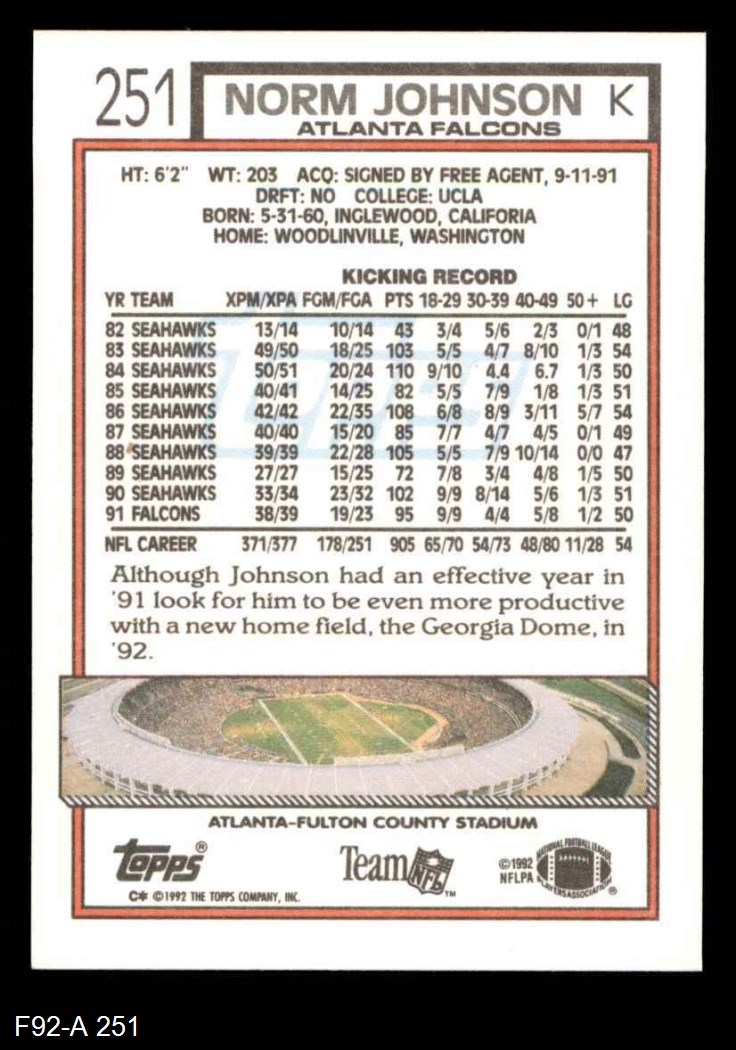 251 NORM JOHNSON K
ATLANTA FALCONS
HT: 6'2" WT: 203 ACQ: SIGNED BY FREE AGENT, 9-11-91
DRFT: NO COLLEGE: UCLA
BORN: 5-31-60, INGLEWOOD, CALIFORIA
HOME: WOODLINVILLE, WASHINGTON
KICKING RECORD
YR TEAM XPM/XPA FGM/FGA PTS 18-29 30-39 40-49 50+ LG
82 SEAHAWKS 13/14 10/14 43 3/4 5/6 2/3 0/1 48
83 SEAHAWKS 49/50 18/25 103 5/5 4/7 8/10 1/3 54
84 SEAHAWKS 50/51 20/24 110 9/10 4.4 6.7 1/3 50
85 SEAHAWKS 40/41 14/25 82 5/5 7/9 1/8 1/3 51
86 SEAHAWKS 42/42 22/35 108 6/8 8/9 3/11 5/7 54
87 SEAHAWKS 40/40 15/20 85 7/7 4/7 4/5 0/1 49
88 SEAHAWKS 39/39 22/28 105 5/5 7/9 10/14 0/0 47
89 SEAHAWKS 27/27 15/25 72 7/8 3/4 4/8 1/5 50
90 SEAHAWKS 33/34 23/32 102 9/9 8/14 5/6 1/3 51
91 FALCONS 38/39 19/23 95 9/9 4/4 5/8 1/2 50
NFL CAREER 371/377 178/251 905 65/70 54/73 48/80 11/28 54
Although Johnson had an effective year in
'91 look for him to be even more productive
with a new home field, the Georgia Dome, in
'92.
ATLANTA-FULTON COUNTY STADIUM
topps®
C* ©1992 THE TOPPS COMPANY, INC.
Team NFL™
©1992
NFLPA
NATIONAL FOOTBALL LEAGUE
PLAYERS ASSOCIATION ®
F92-A 251